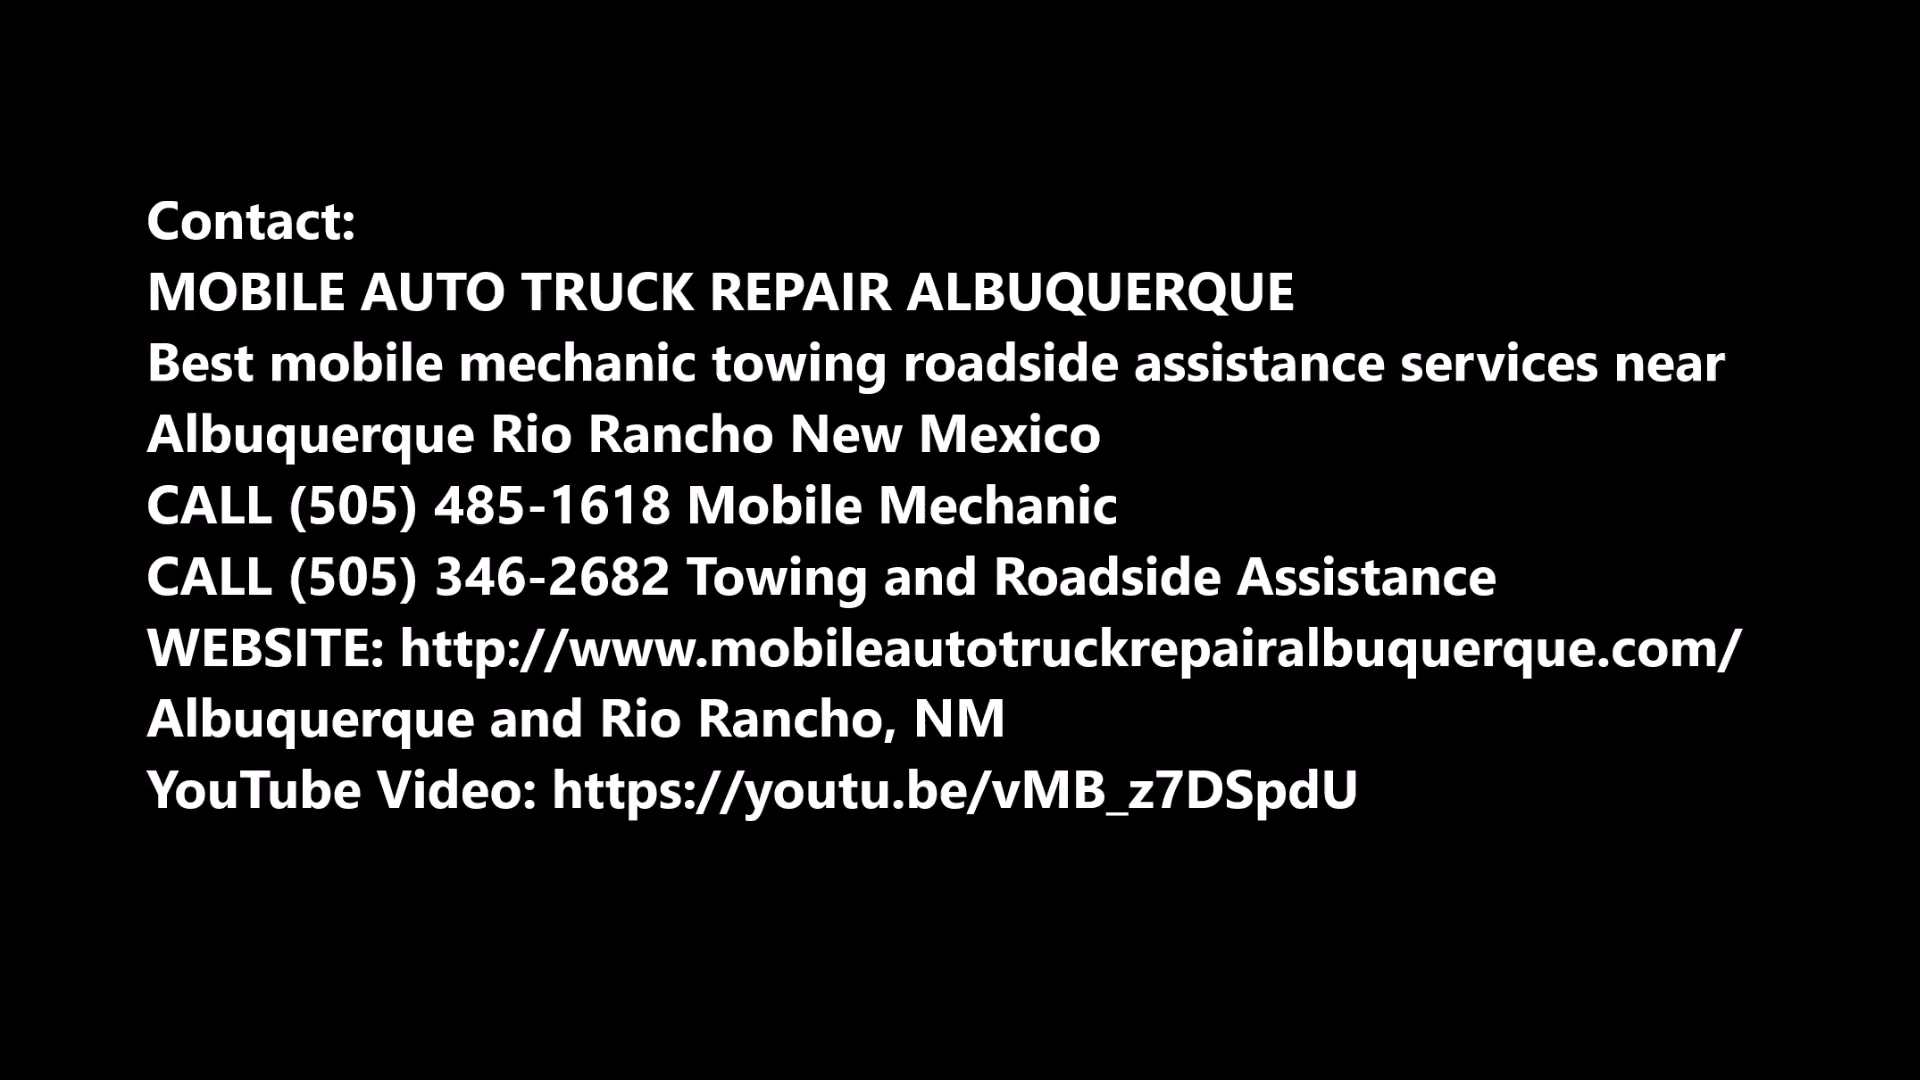 Contact:
MOBILE AUTO TRUCK REPAIR ALBUQUERQUE
Best mobile mechanic towing roadside assistance services near
Albuquerque Rio Rancho New Mexico
CALL (505) 485-1618 Mobile Mechanic
CALL (505) 346-2682 Towing and Roadside Assistance
WEBSITE: http://www.mobileautotruckrepairalbuquerque.com/
Albuquerque and Rio Rancho, NM
YouTube Video: https://youtu.be/vMB_z7DSpdU